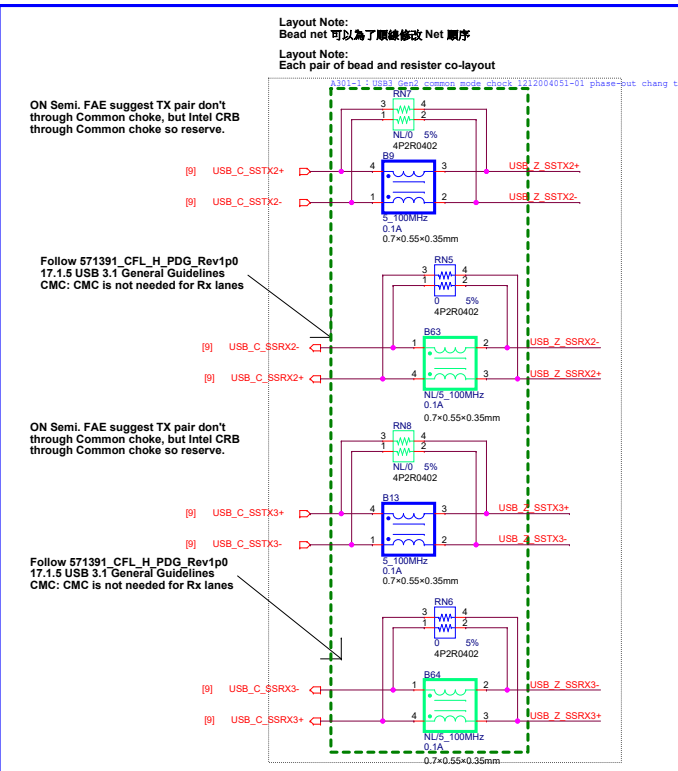 Layout Note:
Bead net 可以為了順線修改 Net 順序
Layout Note:
Each pair of bead and resister co-layout
A301-1 : USB3 Gen2 common mode chock 1212004051-01 phase-out chang t
ON Semi. FAE suggest TX pair don't
through Common choke, but Intel CRB
through Common choke so reserve.
RN7
3 4
1 2
NL/0 5%
4P2R0402
[9] USB_C_SSTX2+ 4 B9 3 USB_Z_SSTX2+
[9] USB_C_SSTX2- 1 2 USB_Z_SSTX2-
5_100MHz
0.1A
0.7×0.55×0.35mm
Follow 571391_CFL_H_PDG_Rev1p0
17.1.5 USB 3.1 General Guidelines
CMC: CMC is not needed for Rx lanes
RN5
3 4
1 2
0 5%
4P2R0402
B63
[9] USB_C_SSRX2- 1 2 USB_Z_SSRX2-
[9] USB_C_SSRX2+ 4 3 USB_Z_SSRX2+
NL/5_100MHz
0.1A
0.7×0.55×0.35mm
ON Semi. FAE suggest TX pair don't
through Common choke, but Intel CRB
through Common choke so reserve.
RN8
3 4
1 2
NL/0 5%
4P2R0402
B13
[9] USB_C_SSTX3+ 4 3 USB_Z_SSTX3+
[9] USB_C_SSTX3- 1 2 USB_Z_SSTX3-
5_100MHz
0.1A
0.7×0.55×0.35mm
Follow 571391_CFL_H_PDG_Rev1p0
17.1.5 USB 3.1 General Guidelines
CMC: CMC is not needed for Rx lanes
RN6
3 4
1 2
0 5%
4P2R0402
B64
[9] USB_C_SSRX3- 1 2 USB_Z_SSRX3-
[9] USB_C_SSRX3+ 4 3 USB_Z_SSRX3+
NL/5_100MHz
0.1A
0.7×0.55×0.35mm